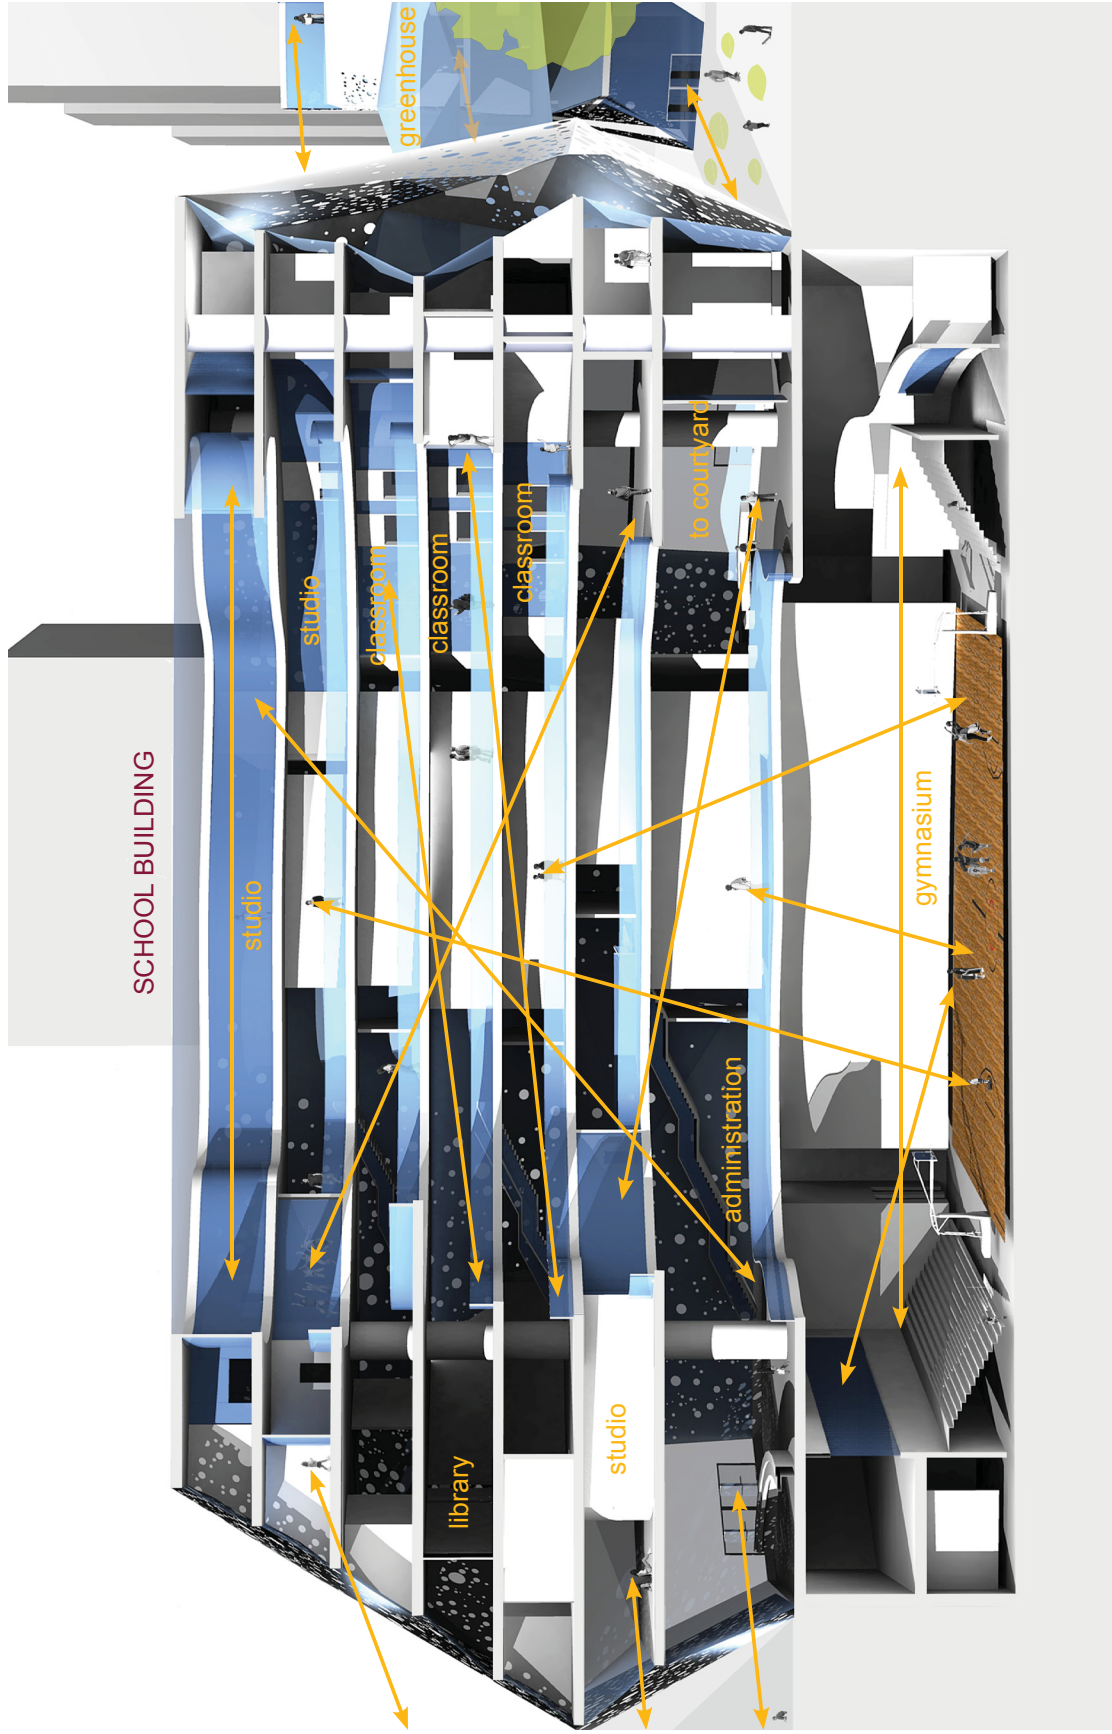 SCHOOL BUILDING
greenhouse
studio
studio
classroom
classroom
classroom
to courtyard
gymnasium
administration
library
studio